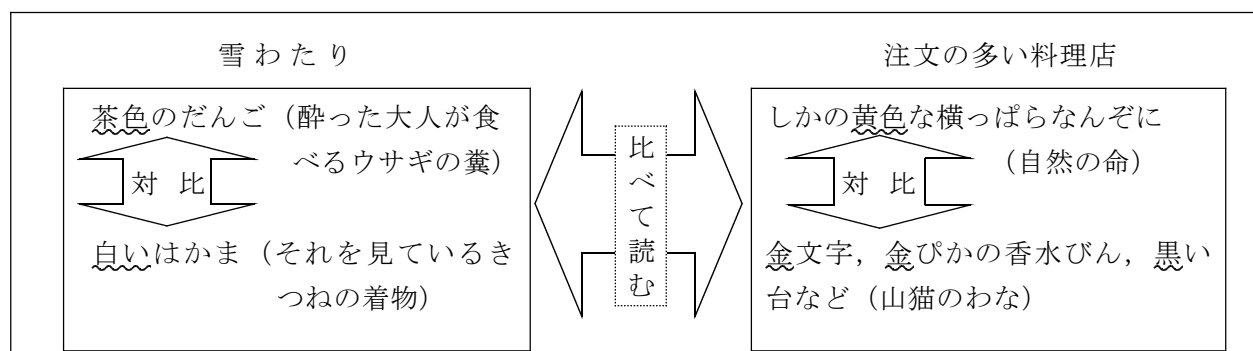 雪わたり
茶色のだんご（酔った大人が食
べるウサギの糞）
対比
白いはかま（それを見ているき
つねの着物）
比べて読む
注文の多い料理店
しかの黄色な横っぱらなんぞに
（自然の命）
対比
金文字，金ぴかの香水びん，黒い
台など（山猫のわな）